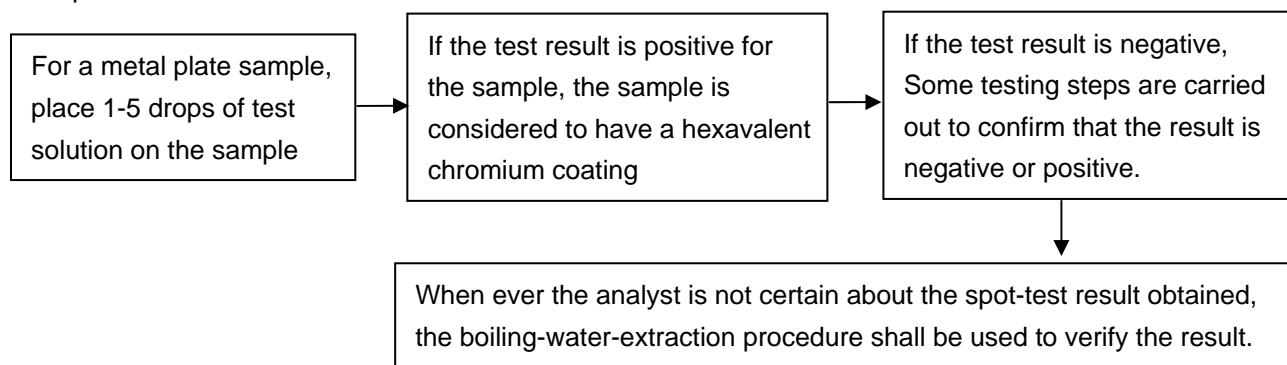 For a metal plate sample,
place 1-5 drops of test
solution on the sample
If the test result is positive for
the sample, the sample is
considered to have a hexavalent
chromium coating
If the test result is negative,
Some testing steps are carried
out to confirm that the result is
negative or positive.
When ever the analyst is not certain about the spot-test result obtained,
the boiling-water-extraction procedure shall be used to verify the result.